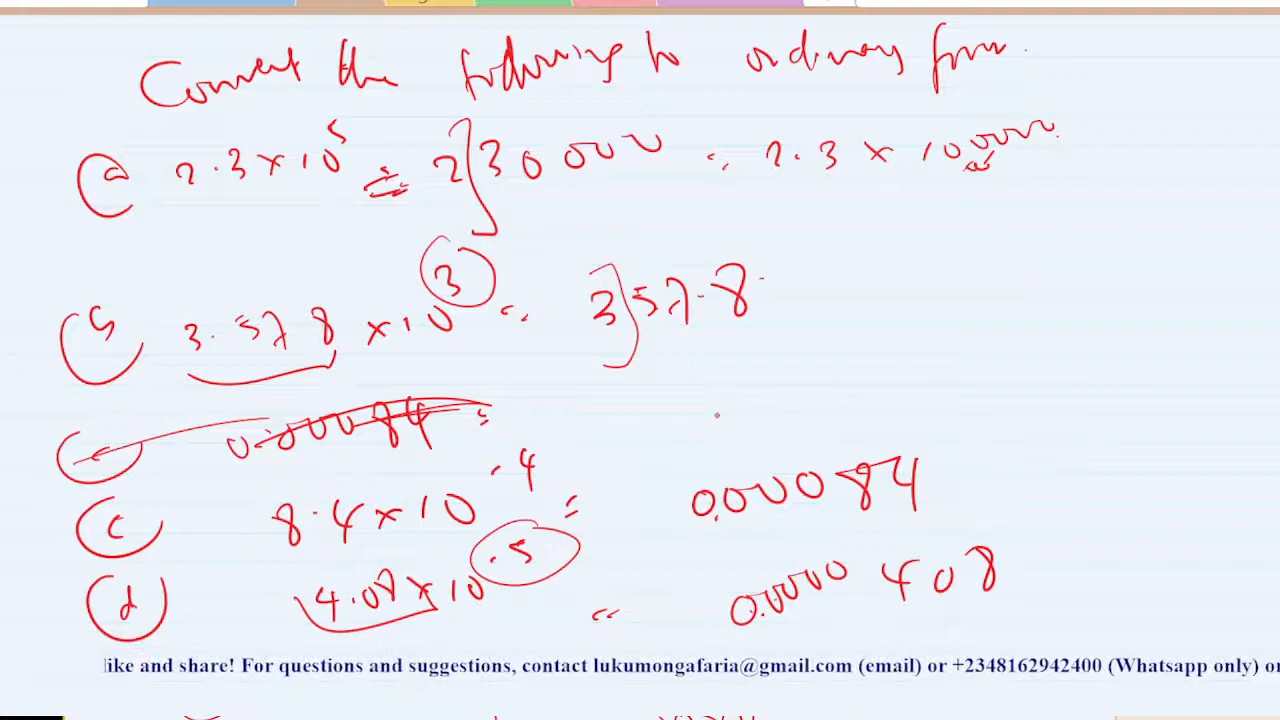 Convert the following to ordinary form.
(a) 2.3 × 10^5 = 230000 = 2.3 × 100000
(b) 3.578 × 10^3 = 3578.
(c) 0.00084 =
(c) 8.4 × 10^-4 = 0.00084
(d) 4.08 × 10^-5 = 0.0000408
like and share! For questions and suggestions, contact lukumongafaria@gmail.com (email) or +2348162942400 (Whatsapp only) or